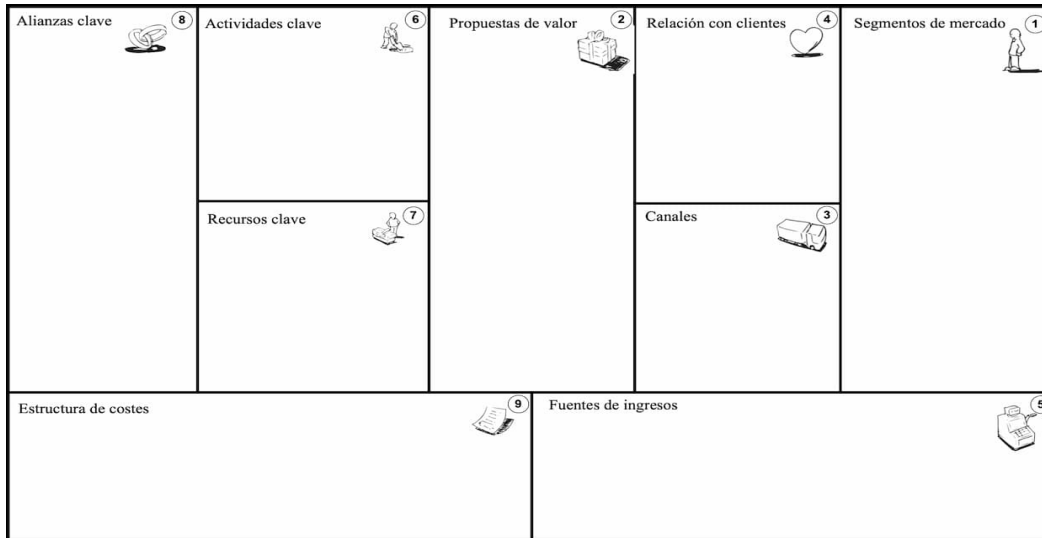 Alianzas clave
8
Actividades clave
6
Propuestas de valor
2
Relación con clientes
4
Segmentos de mercado
1
Recursos clave
7
Canales
3
Estructura de costes
9
Fuentes de ingresos
5